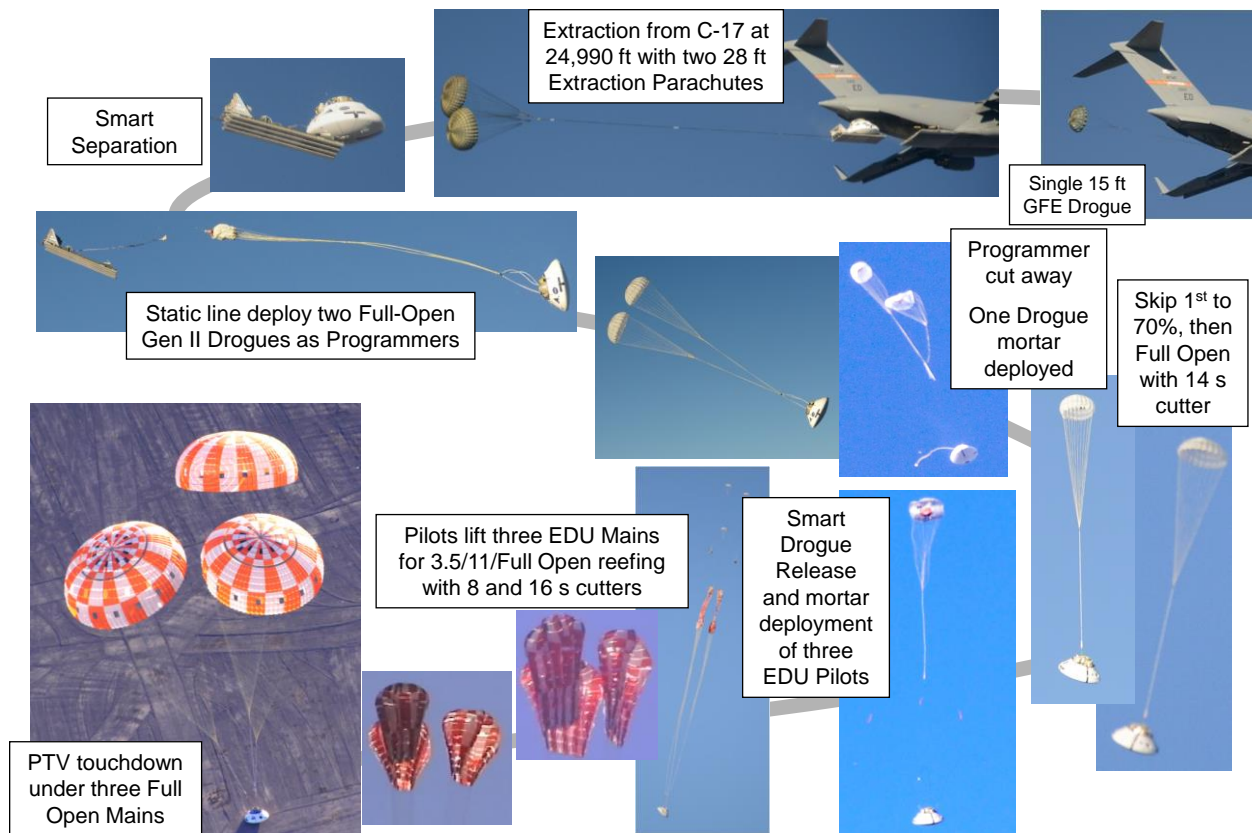 Extraction from C-17 at
24,990 ft with two 28 ft
Extraction Parachutes
ED
ED
Single 15 ft
GFE Drogue
Smart
Separation
Static line deploy two Full-Open
Gen II Drogues as Programmers
Programmer
cut away
One Drogue
mortar
deployed
Skip 1st to
70%, then
Full Open
with 14 s
cutter
Smart
Drogue
Release
and mortar
deployment
of three
EDU Pilots
Pilots lift three EDU Mains
for 3.5/11/Full Open reefing
with 8 and 16 s cutters
PTV touchdown
under three Full
Open Mains